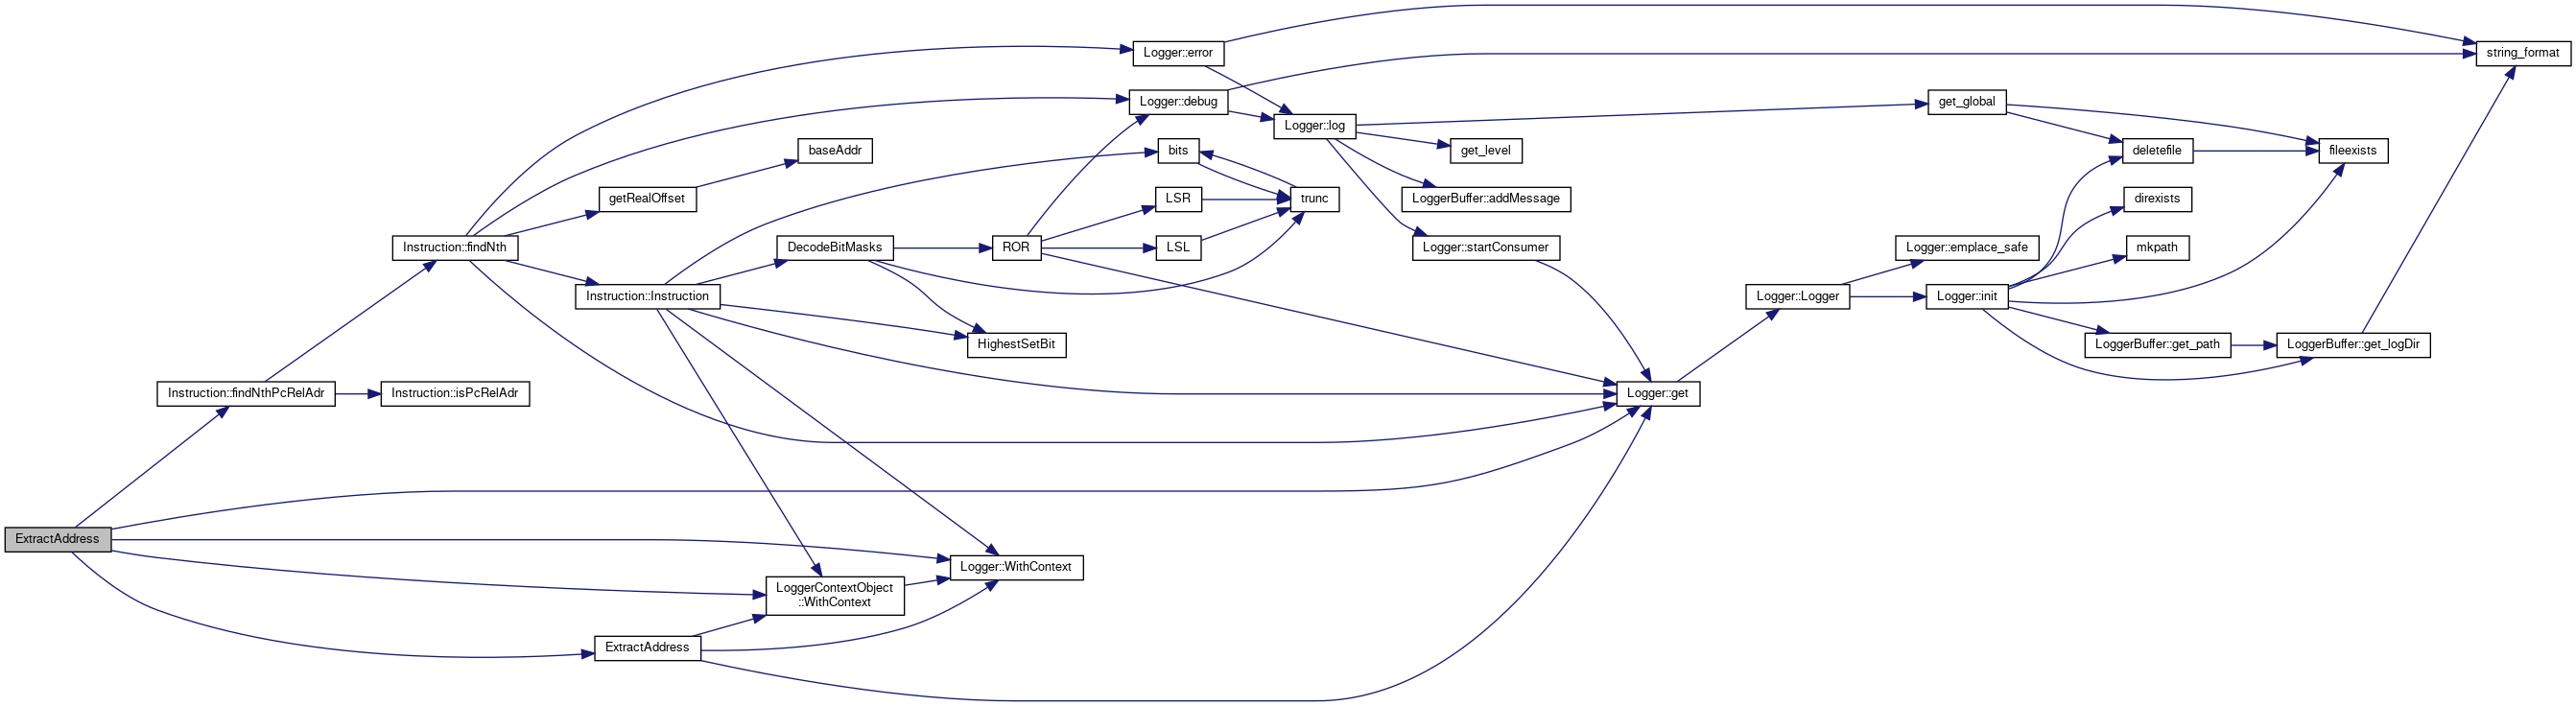 ExtractAddress
Instruction::findNthPcRelAdr
Instruction::findNth
Instruction::isPcRelAdr
getRealOffset
baseAddr
Instruction::Instruction
DecodeBitMasks
LoggerContextObject
::WithContext
ExtractAddress
ROR
HighestSetBit
Logger::WithContext
Logger::error
Logger::debug
bits
LSR
LSL
Logger::log
trunc
get_level
LoggerBuffer::addMessage
Logger::startConsumer
Logger::get
Logger::Logger
get_global
Logger::emplace_safe
Logger::init
deletefile
direxists
mkpath
LoggerBuffer::get_path
fileexists
LoggerBuffer::get_logDir
string_format